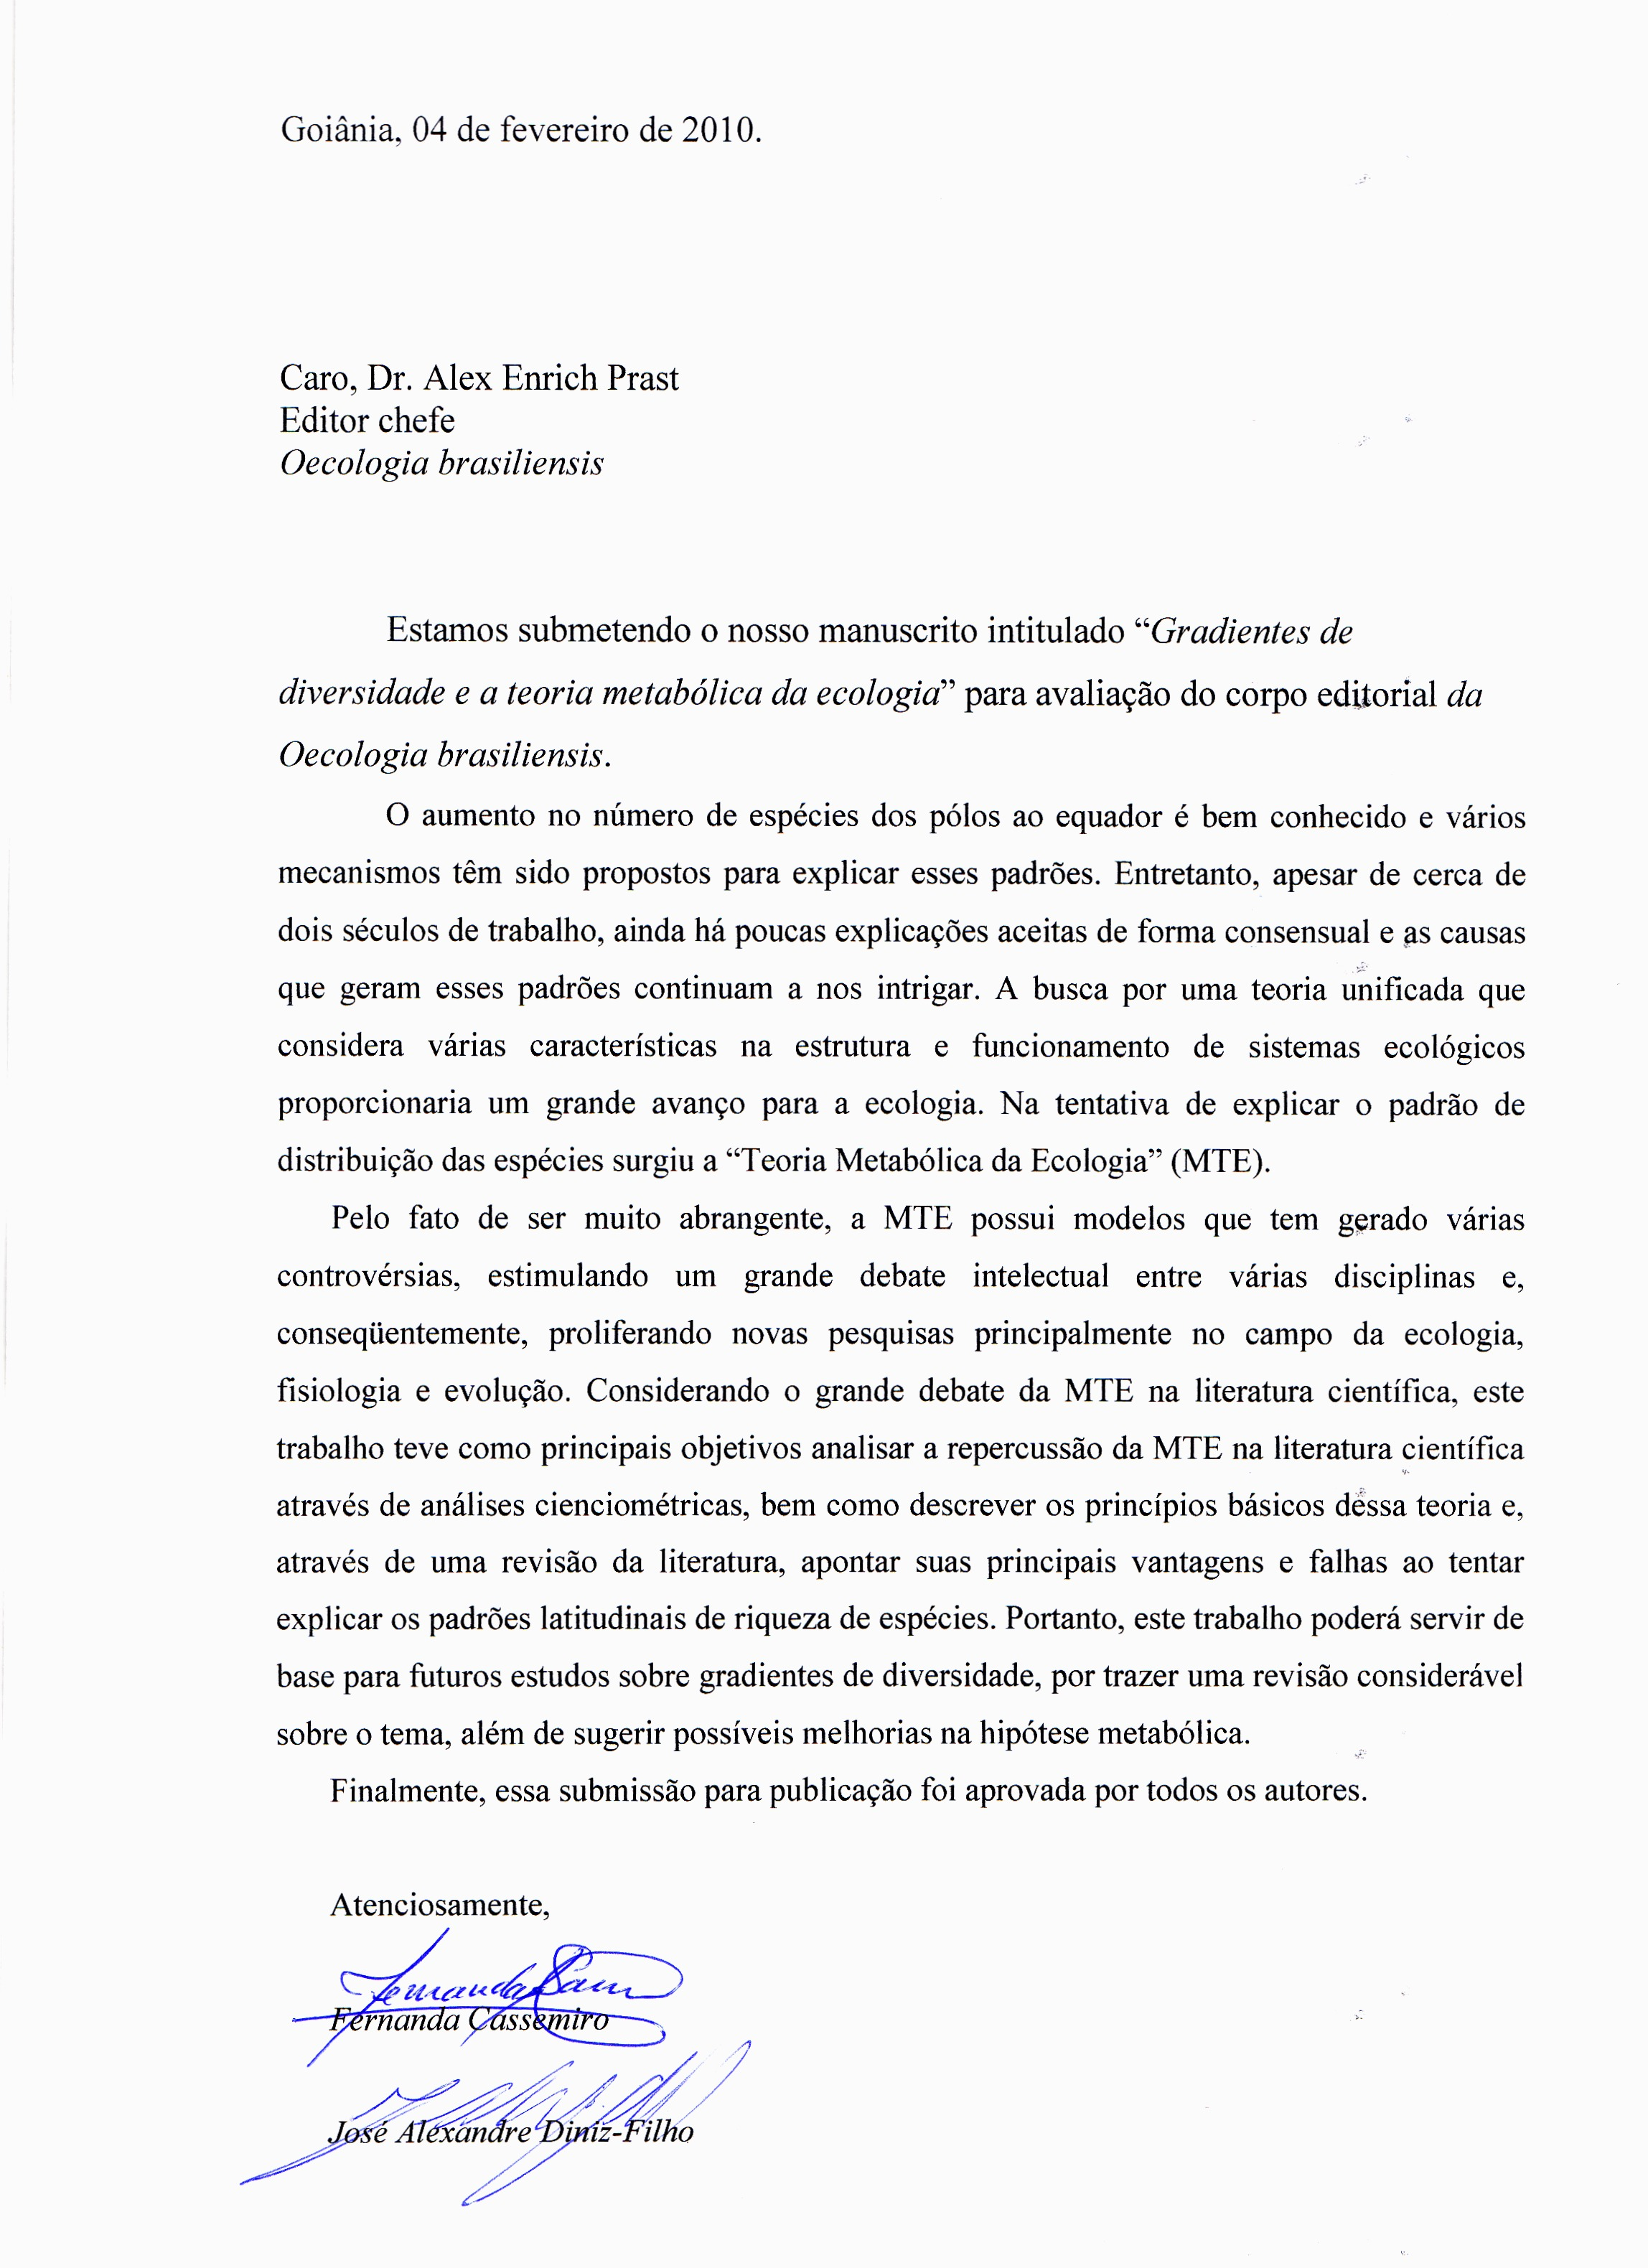 Goiânia, 04 de fevereiro de 2010.
Caro, Dr. Alex Enrich Prast
Editor chefe
Oecologia brasiliensis
Estamos submetendo o nosso manuscrito intitulado “Gradientes de
diversidade e a teoria metabólica da ecologia” para avaliação do corpo editorial da
Oecologia brasiliensis.
O aumento no número de espécies dos pólos ao equador é bem conhecido e vários
mecanismos têm sido propostos para explicar esses padrões. Entretanto, apesar de cerca de
dois séculos de trabalho, ainda há poucas explicações aceitas de forma consensual e as causas
que geram esses padrões continuam a nos intrigar. A busca por uma teoria unificada que
considera várias características na estrutura e funcionamento de sistemas ecológicos
proporcionaria um grande avanço para a ecologia. Na tentativa de explicar o padrão de
distribuição das espécies surgiu a “Teoria Metabólica da Ecologia” (MTE).
Pelo fato de ser muito abrangente, a MTE possui modelos que tem gerado várias
controvérsias, estimulando um grande debate intelectual entre várias disciplinas e,
conseqüentemente, proliferando novas pesquisas principalmente no campo da ecologia,
fisiologia e evolução. Considerando o grande debate da MTE na literatura científica, este
trabalho teve como principais objetivos analisar a repercussão da MTE na literatura científica
através de análises cienciométricas, bem como descrever os princípios básicos dessa teoria e,
através de uma revisão da literatura, apontar suas principais vantagens e falhas ao tentar
explicar os padrões latitudinais de riqueza de espécies. Portanto, este trabalho poderá servir de
base para futuros estudos sobre gradientes de diversidade, por trazer uma revisão considerável
sobre o tema, além de sugerir possíveis melhorias na hipótese metabólica.
Finalmente, essa submissão para publicação foi aprovada por todos os autores.
Atenciosamente,
Fernanda
Fernanda Cassemiro
José Alexandre Diniz-Filho